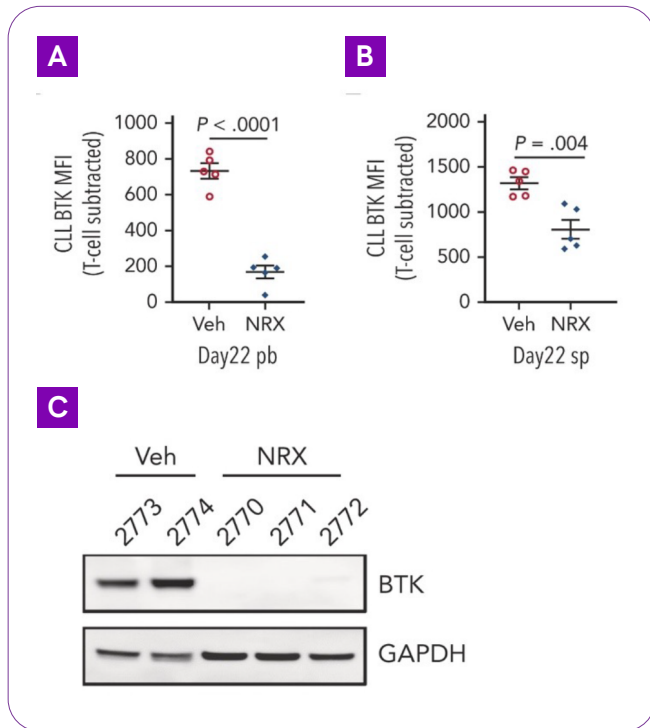 A
CLL BTK MFI
(T-cell subtracted)
1000
800
600
400
200
0
P < .0001
Veh NRX
Day22 pb
B
CLL BTK MFI
(T-cell subtracted)
2000
1500
1000
500
0
P = .004
Veh NRX
Day22 sp
C
Veh NRX
2773 2774 2770 2771 2772
BTK
GAPDH